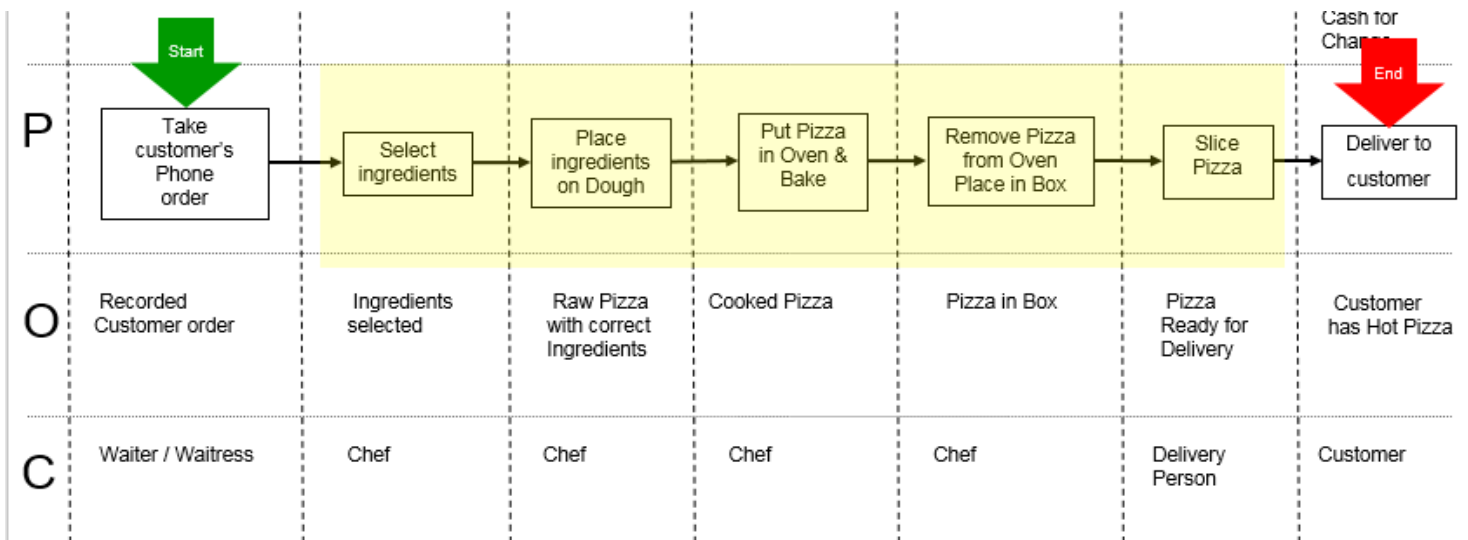 Cash for
Change
Start
End
P
Take
customer's
Phone
order
Select
ingredients
Place
ingredients
on Dough
Put Pizza
in Oven &
Bake
Remove Pizza
from Oven
Place in Box
Slice
Pizza
Deliver to
customer
O
Recorded
Customer order
Ingredients
selected
Raw Pizza
with correct
Ingredients
Cooked Pizza
Pizza in Box
Pizza
Ready for
Delivery
Customer
has Hot Pizza
C
Waiter / Waitress
Chef
Chef
Chef
Chef
Delivery
Person
Customer